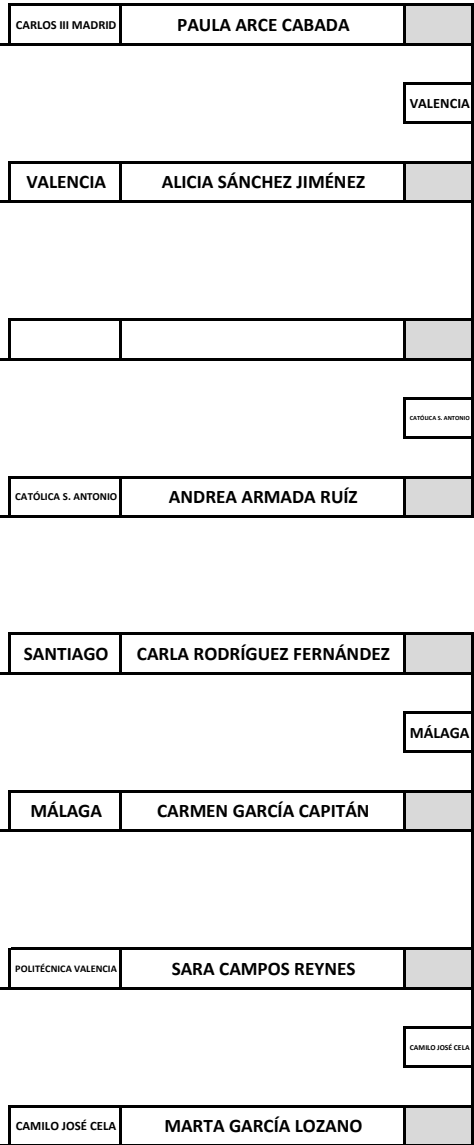 CARLOS III MADRID PAULA ARCE CABADA
VALENCIA
VALENCIA ALICIA SÁNCHEZ JIMÉNEZ
CATÓLICA S. ANTONIO
CATÓLICA S. ANTONIO ANDREA ARMADA RUÍZ
SANTIAGO CARLA RODRÍGUEZ FERNÁNDEZ
MÁLAGA
MÁLAGA CARMEN GARCÍA CAPITÁN
POLITÉCNICA VALENCIA SARA CAMPOS REYNES
CAMILO JOSÉ CELA
CAMILO JOSÉ CELA MARTA GARCÍA LOZANO